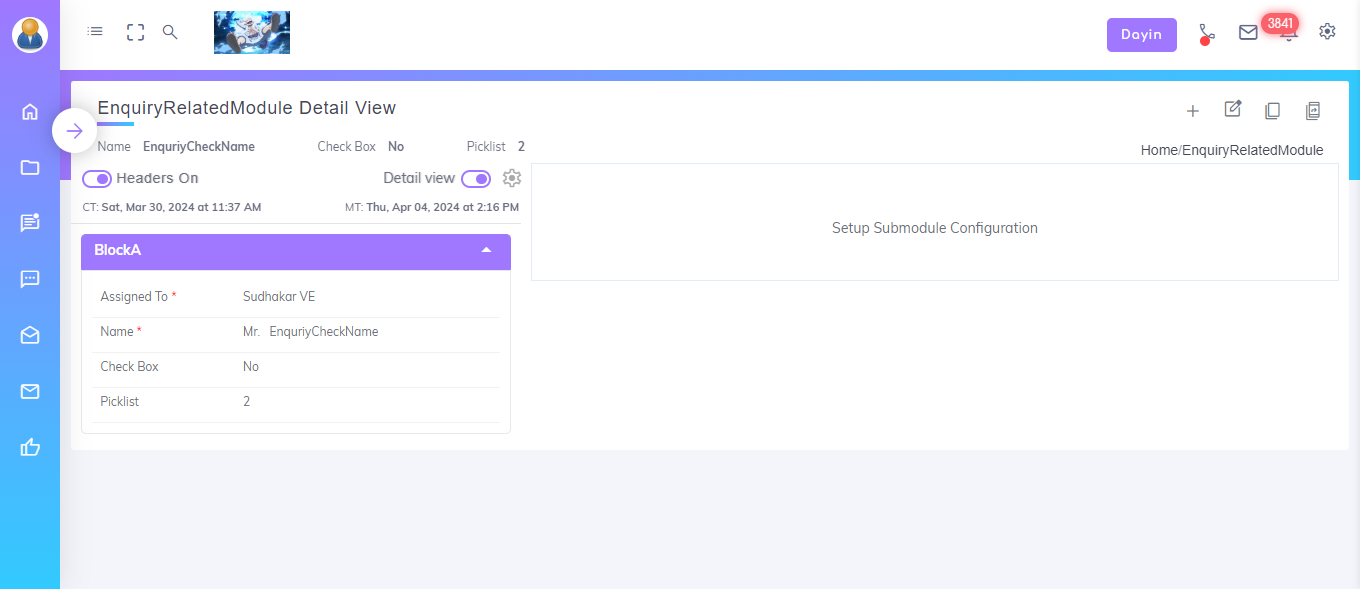 Dayin
3841
EnquiryRelatedModule Detail View
Name EnquriyCheckName Check Box No Picklist 2
Home/EnquiryRelatedModule
Headers On Detail view
CT: Sat, Mar 30, 2024 at 11:37 AM MT: Thu, Apr 04, 2024 at 2:16 PM
Setup Submodule Configuration
BlockA
Assigned To * Sudhakar VE
Name * Mr. EnquriyCheckName
Check Box No
Picklist 2